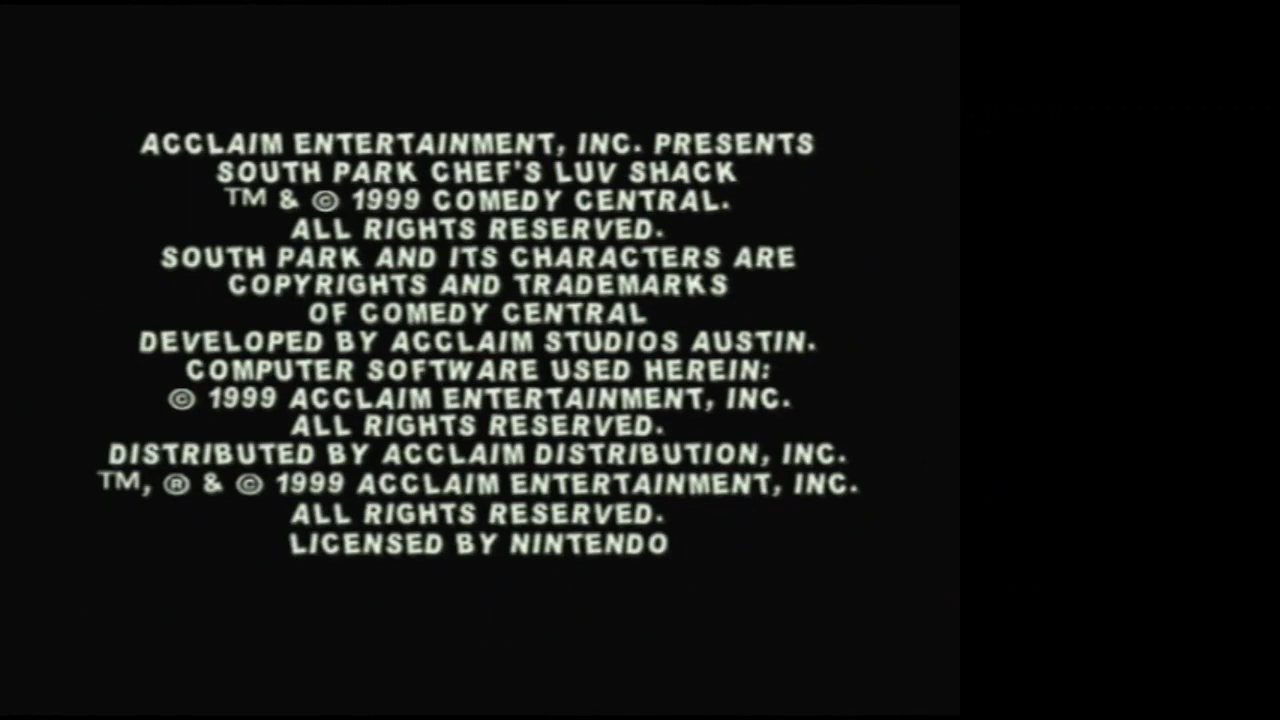 ACCLAIM ENTERTAINMENT, INC. PRESENTS
SOUTH PARK CHEF'S LUV SHACK
TM & © 1999 COMEDY CENTRAL.
ALL RIGHTS RESERVED.
SOUTH PARK AND ITS CHARACTERS ARE
COPYRIGHTS AND TRADEMARKS
OF COMEDY CENTRAL
DEVELOPED BY ACCLAIM STUDIOS AUSTIN.
COMPUTER SOFTWARE USED HEREIN:
© 1999 ACCLAIM ENTERTAINMENT, INC.
ALL RIGHTS RESERVED.
DISTRIBUTED BY ACCLAIM DISTRIBUTION, INC.
TM, ® & © 1999 ACCLAIM ENTERTAINMENT, INC.
ALL RIGHTS RESERVED.
LICENSED BY NINTENDO